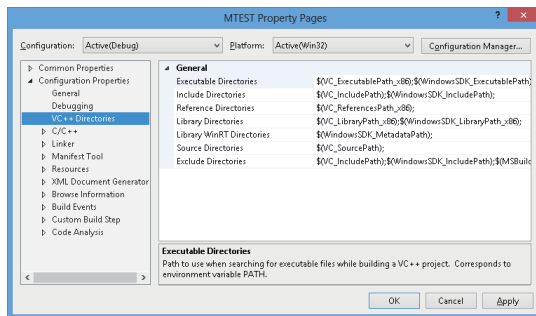 MTEST Property Pages
? ×
Configuration: Active(Debug) Platform: Active(Win32) Configuration Manager...
Common Properties
Configuration Properties
General
Debugging
VC++ Directories
C/C++
Linker
Manifest Tool
Resources
XML Document Generator
Browse Information
Build Events
Custom Build Step
Code Analysis
General
Executable Directories $(VC_ExecutablePath_x86);$(WindowsSDK_ExecutablePath)
Include Directories $(VC_IncludePath);$(WindowsSDK_IncludePath);
Reference Directories $(VC_ReferencesPath_x86);
Library Directories $(VC_LibraryPath_x86);$(WindowsSDK_LibraryPath_x86);
Library WinRT Directories $(WindowsSDK_MetadataPath);
Source Directories $(VC_SourcePath);
Exclude Directories $(VC_IncludePath);$(WindowsSDK_IncludePath);$(MSBuild
Executable Directories
Path to use when searching for executable files while building a VC++ project. Corresponds to
environment variable PATH.
OK Cancel Apply